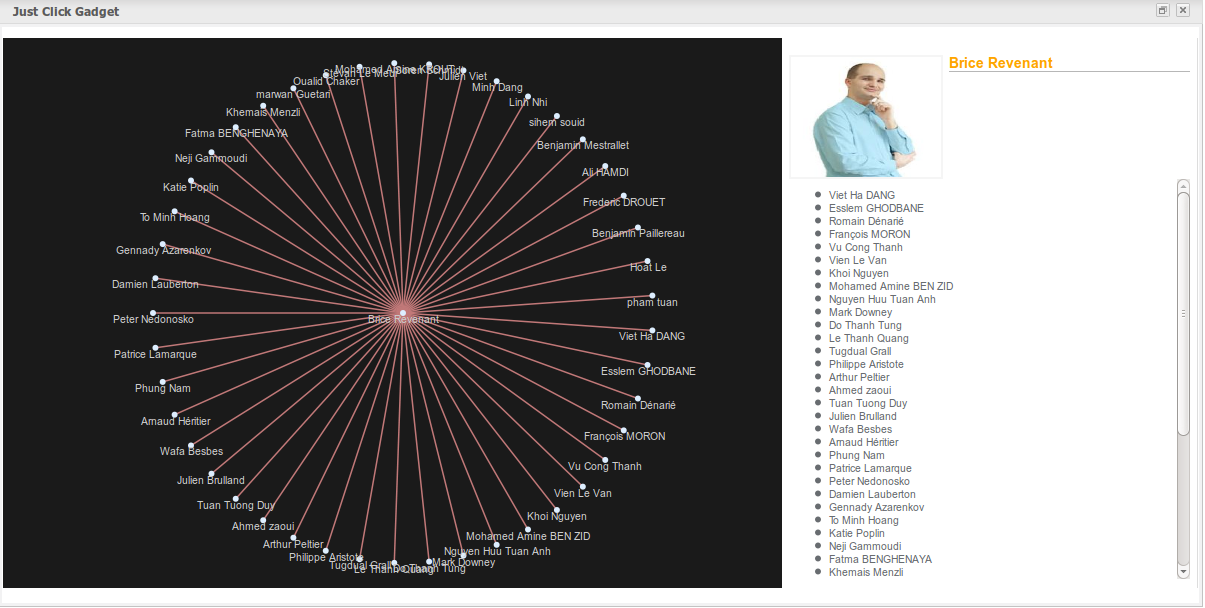 Just Click Gadget
Mohamed Amine KROUT
Soren Schmidt
Stevan Le Meur
Julien Viet
Oualid Chaker
Minh Dang
marwan Guetari
Linh Nhi
Khemais Menzli
sihem souid
Fatma BENGHENAYA
Benjamin Mestrallet
Neji Gammoudi
Ali HAMDI
Katie Poplin
Frederic DROUET
To Minh Hoang
Benjamin Paillereau
Gennady Azarenkov
Hoat Le
Damien Lauberton
pham tuan
Peter Nedonosko
Brice Revenant
Viet Ha DANG
Patrice Lamarque
Esslem GHODBANE
Phung Nam
Romain Dénarié
Arnaud Héritier
François MORON
Wafa Besbes
Vu Cong Thanh
Julien Brulland
Vien Le Van
Tuan Tuong Duy
Khoi Nguyen
Ahmed zaoui
Mohamed Amine BEN ZID
Arthur Peltier
Nguyen Huu Tuan Anh
Philippe Aristote
Mark Downey
Tugdual Grall
Le Thanh Quang
Do Thanh Tung
Brice Revenant
Viet Ha DANG
Esslem GHODBANE
Romain Dénarié
François MORON
Vu Cong Thanh
Vien Le Van
Khoi Nguyen
Mohamed Amine BEN ZID
Nguyen Huu Tuan Anh
Mark Downey
Do Thanh Tung
Le Thanh Quang
Tugdual Grall
Philippe Aristote
Arthur Peltier
Ahmed zaoui
Tuan Tuong Duy
Julien Brulland
Wafa Besbes
Arnaud Héritier
Phung Nam
Patrice Lamarque
Peter Nedonosko
Damien Lauberton
Gennady Azarenkov
To Minh Hoang
Katie Poplin
Neji Gammoudi
Fatma BENGHENAYA
Khemais Menzli